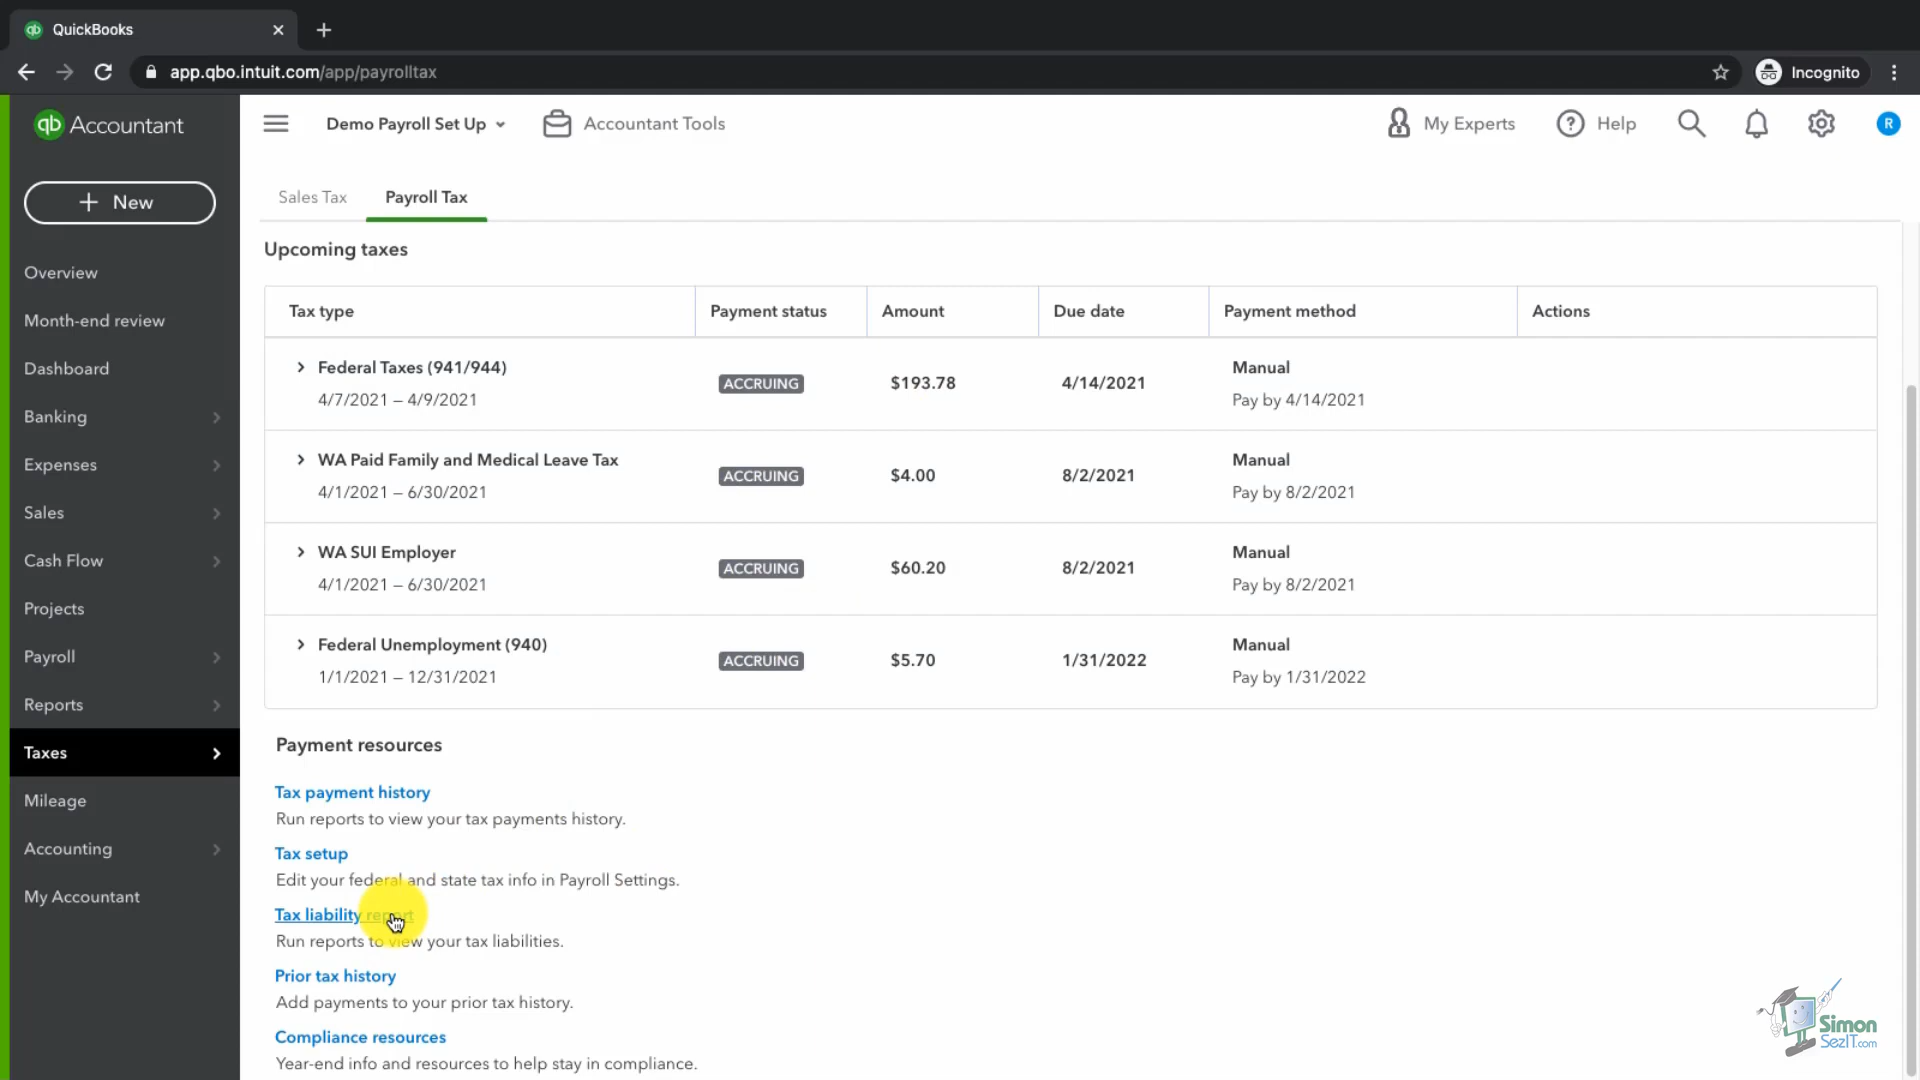 QuickBooks
app.qbo.intuit.com/app/payrolltax
Incognito
qb Accountant
Demo Payroll Set Up
Accountant Tools
My Experts
Help
R
+ New
Overview
Month-end review
Dashboard
Banking
Expenses
Sales
Cash Flow
Projects
Payroll
Reports
Taxes
Mileage
Accounting
My Accountant
Sales Tax
Payroll Tax
Upcoming taxes
Tax type Payment status Amount Due date Payment method Actions
Federal Taxes (941/944) ACCRUING $193.78 4/14/2021 Manual
4/7/2021 – 4/9/2021 Pay by 4/14/2021
WA Paid Family and Medical Leave Tax ACCRUING $4.00 8/2/2021 Manual
4/1/2021 – 6/30/2021 Pay by 8/2/2021
WA SUI Employer ACCRUING $60.20 8/2/2021 Manual
4/1/2021 – 6/30/2021 Pay by 8/2/2021
Federal Unemployment (940) ACCRUING $5.70 1/31/2022 Manual
1/1/2021 – 12/31/2021 Pay by 1/31/2022
Payment resources
Tax payment history
Run reports to view your tax payments history.
Tax setup
Edit your federal and state tax info in Payroll Settings.
Tax liability report
Run reports to view your tax liabilities.
Prior tax history
Add payments to your prior tax history.
Compliance resources
Year-end info and resources to help stay in compliance.
Simon
SezIT.com